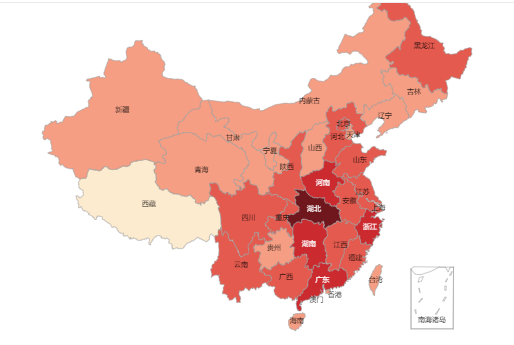 黑龙江
吉林
内蒙古
新疆
辽宁
北京
天津
河北
甘肃
宁夏
山西
山东
青海
陕西
河南
江苏
安徽
上海
西藏
湖北
四川
重庆
浙江
湖南
江西
贵州
福建
云南
广西
广东
台湾
香港
澳门
海南
南海诸岛